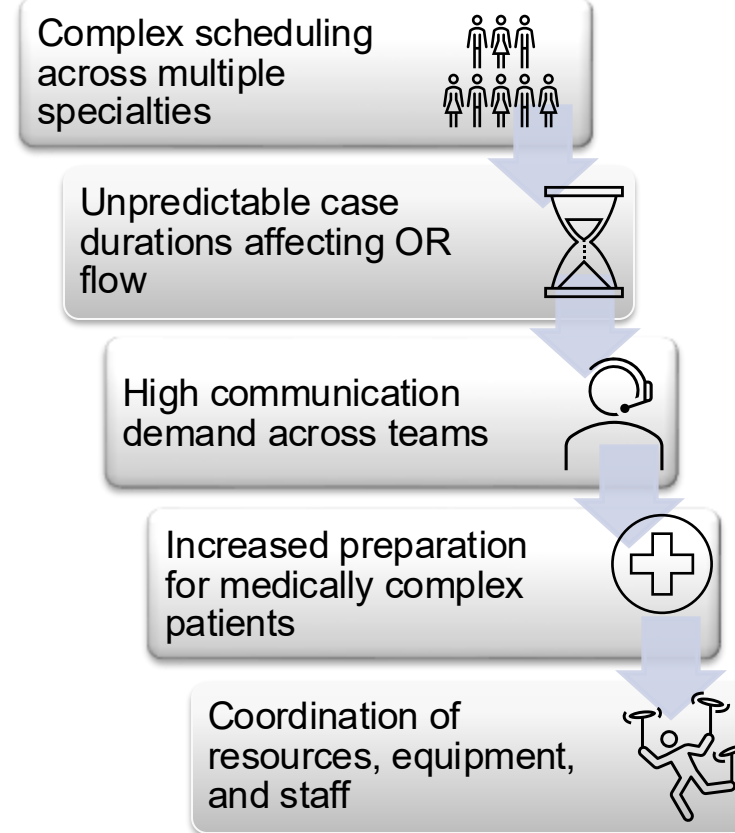 Complex scheduling
across multiple
specialties
Unpredictable case
durations affecting OR
flow
High communication
demand across teams
Increased preparation
for medically complex
patients
Coordination of
resources, equipment,
and staff